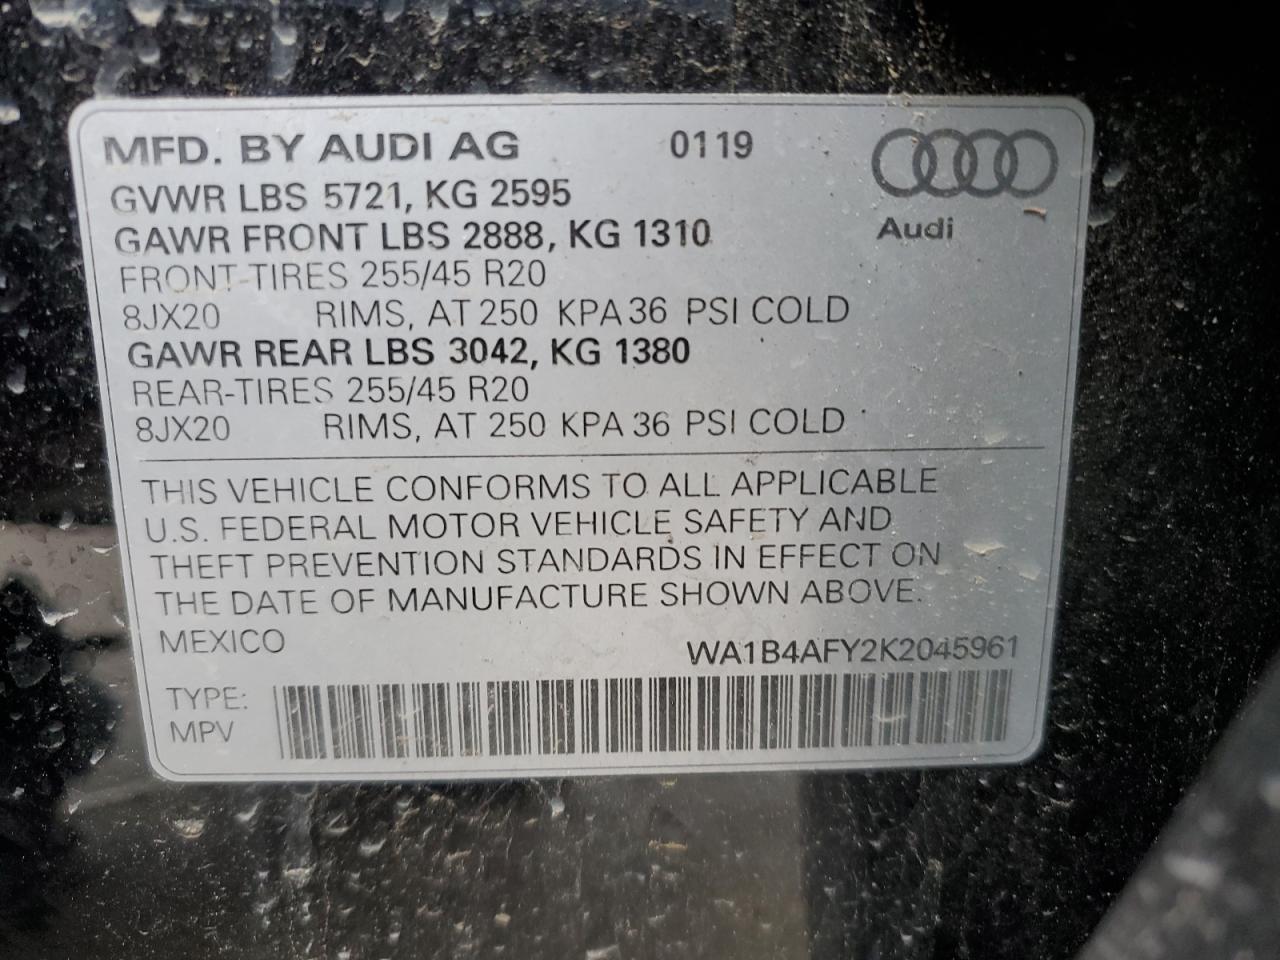 MFD. BY AUDI AG 0119
GVWR LBS 5721, KG 2595
Audi
GAWR FRONT LBS 2888, KG 1310
FRONT-TIRES 255/45 R20
8JX20 RIMS, AT 250 KPA 36 PSI COLD
GAWR REAR LBS 3042, KG 1380
REAR-TIRES 255/45 R20
8JX20 RIMS, AT 250 KPA 36 PSI COLD
THIS VEHICLE CONFORMS TO ALL APPLICABLE
U.S. FEDERAL MOTOR VEHICLE SAFETY AND
THEFT PREVENTION STANDARDS IN EFFECT ON
THE DATE OF MANUFACTURE SHOWN ABOVE.
MEXICO WA1B4AFY2K2045961
TYPE:
MPV